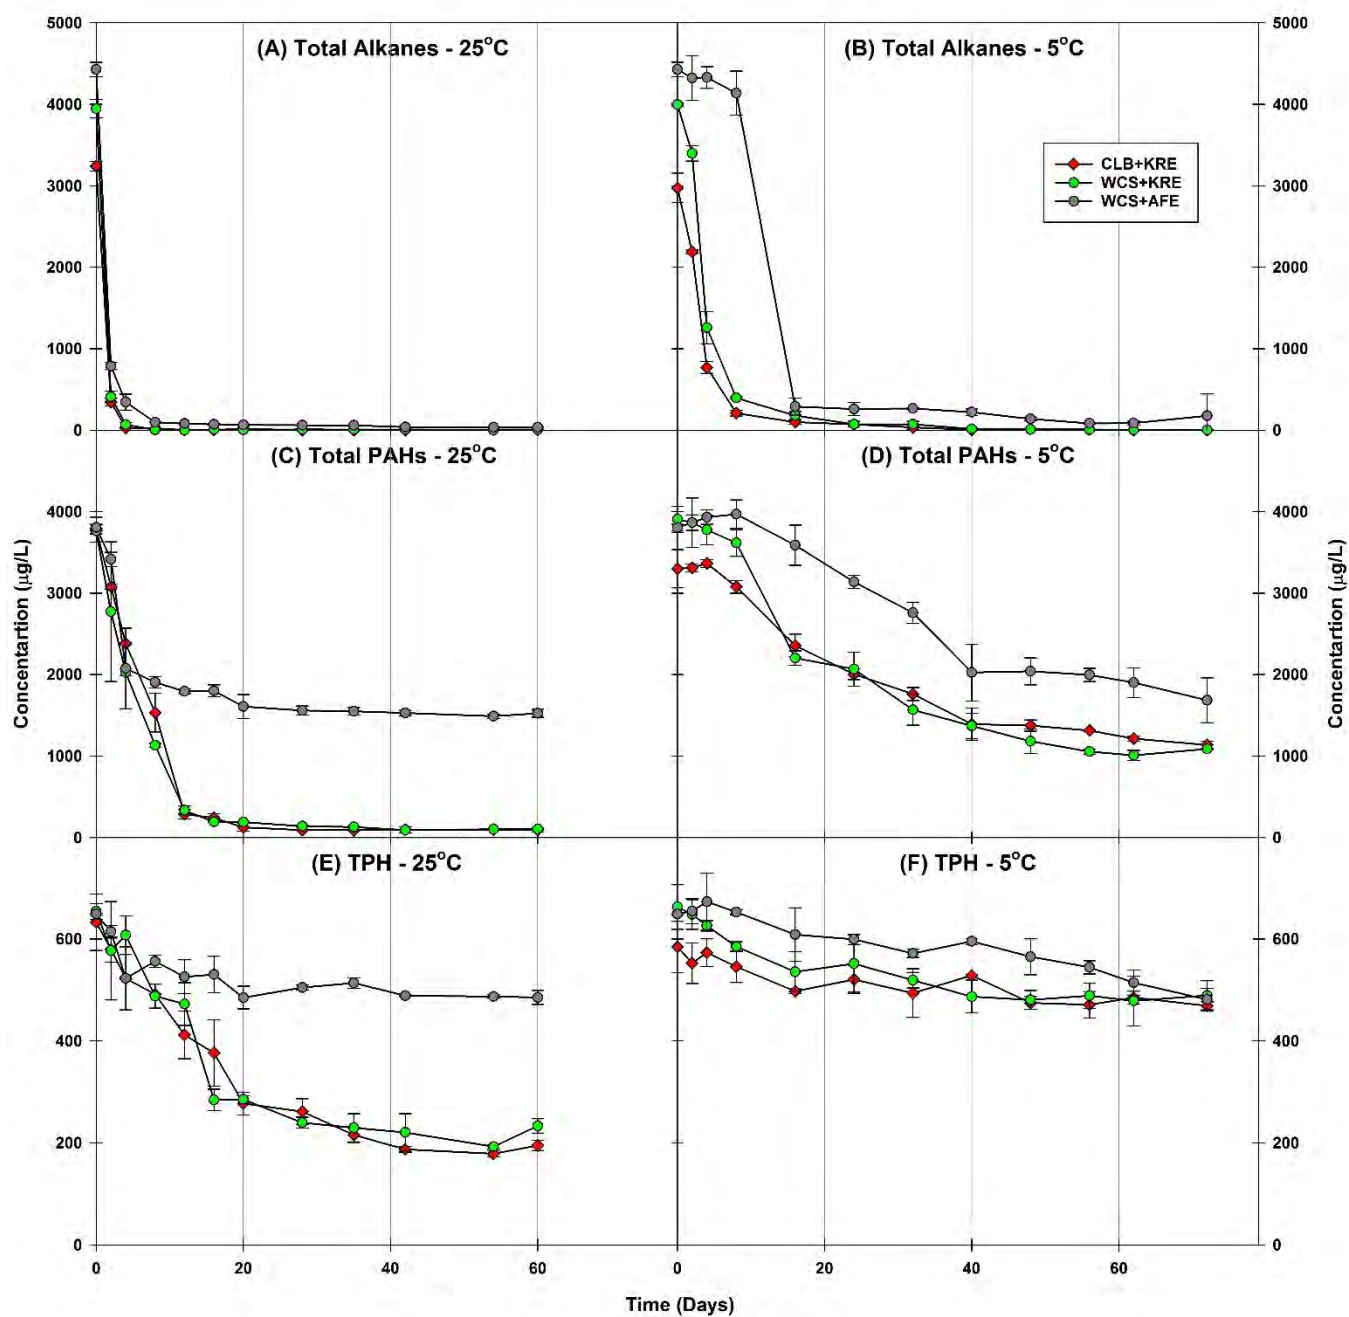 (A) Total Alkanes - 25°C
(B) Total Alkanes - 5°C
5000
4000
3000
2000
1000
0
5000
4000
3000
2000
1000
0
CLB+KRE
WCS+KRE
WCS+AFE
(C) Total PAHs - 25°C
(D) Total PAHs - 5°C
4000
3000
2000
1000
0
4000
3000
2000
1000
0
Concentartion (µg/L)
Concentartion (µg/L)
(E) TPH - 25°C
(F) TPH - 5°C
600
400
200
0
600
400
200
0
0 20 40 60
0 20 40 60
Time (Days)